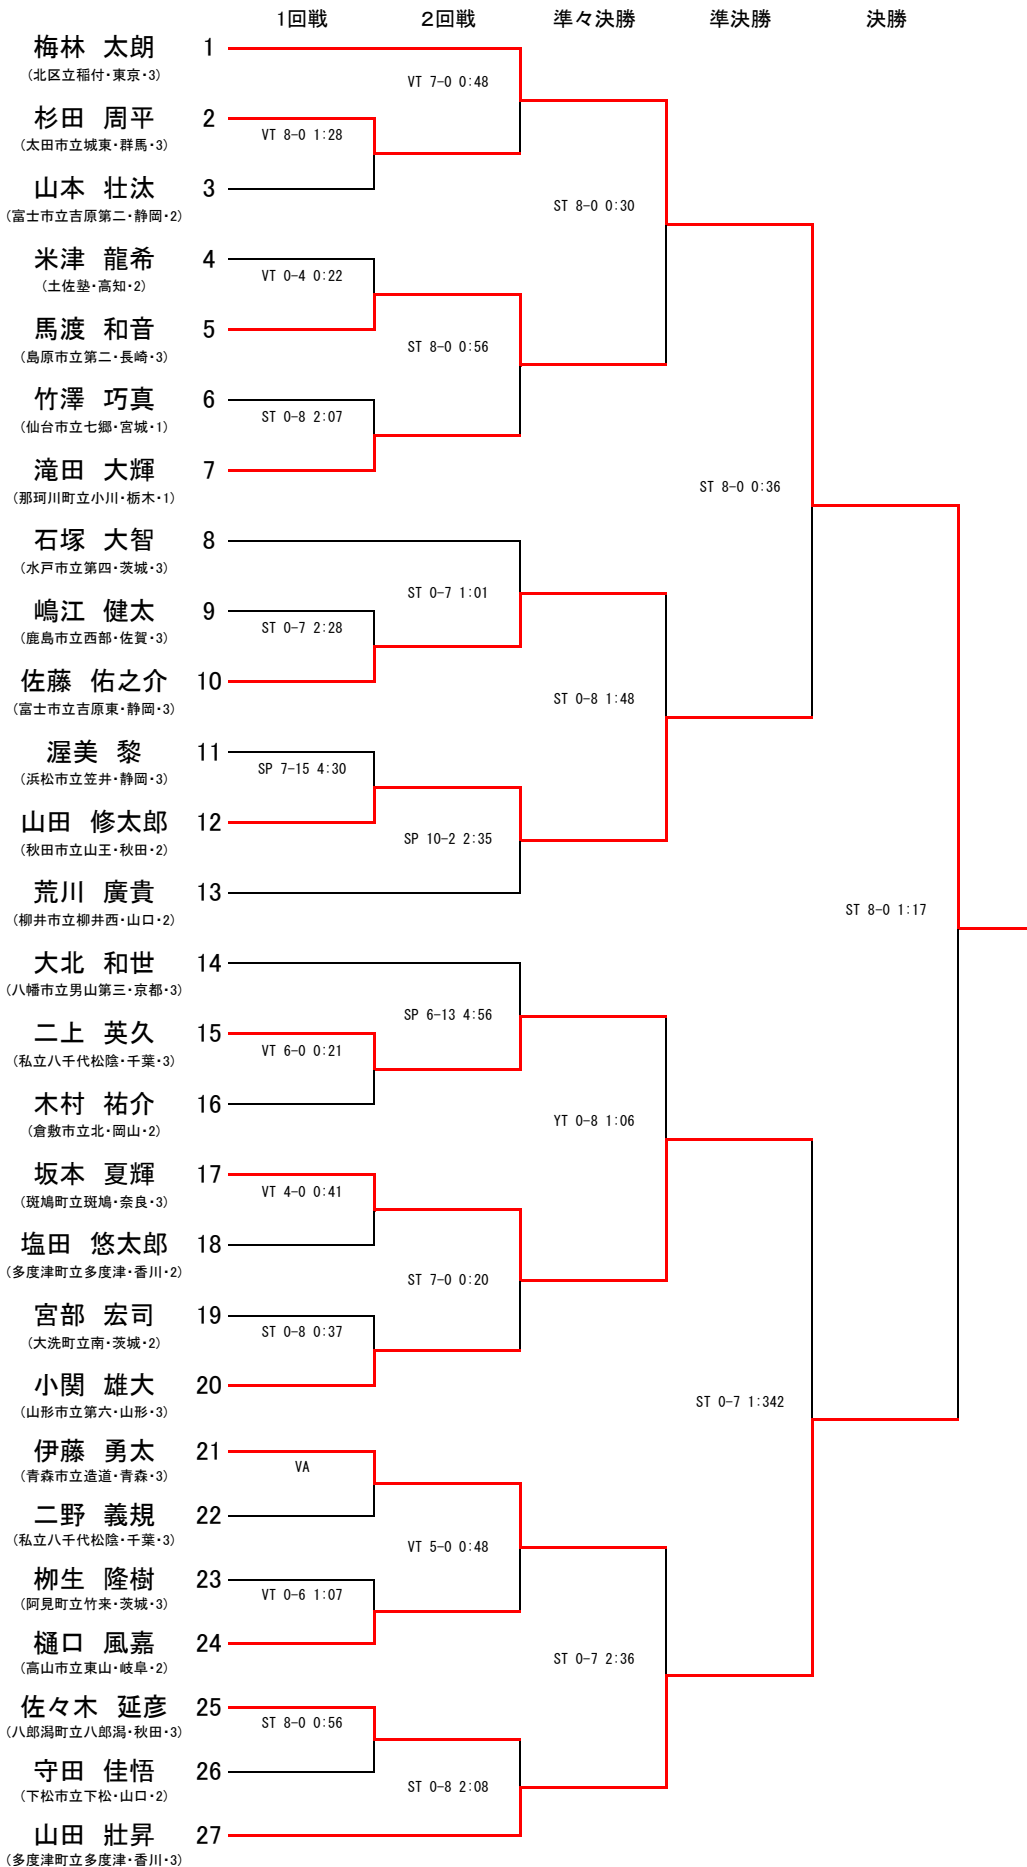 1回戦 2回戦 準々決勝 準決勝 決勝
梅林 太朗 1
(北区立稲付・東京・3)
VT 7-0 0:48
杉田 周平 2
(太田市立城東・群馬・3)
VT 8-0 1:28
山本 壮汰 3
(富士市立吉原第二・静岡・2)
ST 8-0 0:30
米津 龍希 4
(土佐塾・高知・2)
VT 0-4 0:22
馬渡 和音 5
(島原市立第二・長崎・3)
ST 8-0 0:56
竹澤 巧真 6
(仙台市立七郷・宮城・1)
ST 0-8 2:07
滝田 大輝 7
(那珂川町立小川・栃木・1)
ST 8-0 0:36
石塚 大智 8
(水戸市立第四・茨城・3)
ST 0-7 1:01
嶋江 健太 9
(鹿島市立西部・佐賀・3)
ST 0-7 2:28
佐藤 佑之介 10
(富士市立吉原東・静岡・3)
ST 0-8 1:48
渥美 黎 11
(浜松市立笠井・静岡・3)
SP 7-15 4:30
山田 修太郎 12
(秋田市立山王・秋田・2)
SP 10-2 2:35
荒川 廣貴 13
(柳井市立柳井西・山口・2)
ST 8-0 1:17
大北 和世 14
(八幡市立男山第三・京都・3)
SP 6-13 4:56
二上 英久 15
(私立八千代松陰・千葉・3)
VT 6-0 0:21
木村 祐介 16
(倉敷市立北・岡山・2)
YT 0-8 1:06
坂本 夏輝 17
(斑鳩町立斑鳩・奈良・3)
VT 4-0 0:41
塩田 悠太郎 18
(多度津町立多度津・香川・2)
ST 7-0 0:20
宮部 宏司 19
(大洗町立南・茨城・2)
ST 0-8 0:37
小関 雄大 20
(山形市立第六・山形・3)
ST 0-7 1:342
伊藤 勇太 21
(青森市立造道・青森・3)
VA
二野 義規 22
(私立八千代松陰・千葉・3)
VT 5-0 0:48
栁生 隆樹 23
(阿見町立竹来・茨城・3)
VT 0-6 1:07
樋口 風嘉 24
(高山市立東山・岐阜・2)
ST 0-7 2:36
佐々木 延彦 25
(八郎潟町立八郎潟・秋田・3)
ST 8-0 0:56
守田 佳悟 26
(下松市立下松・山口・2)
ST 0-8 2:08
山田 壯昇 27
(多度津町立多度津・香川・3)